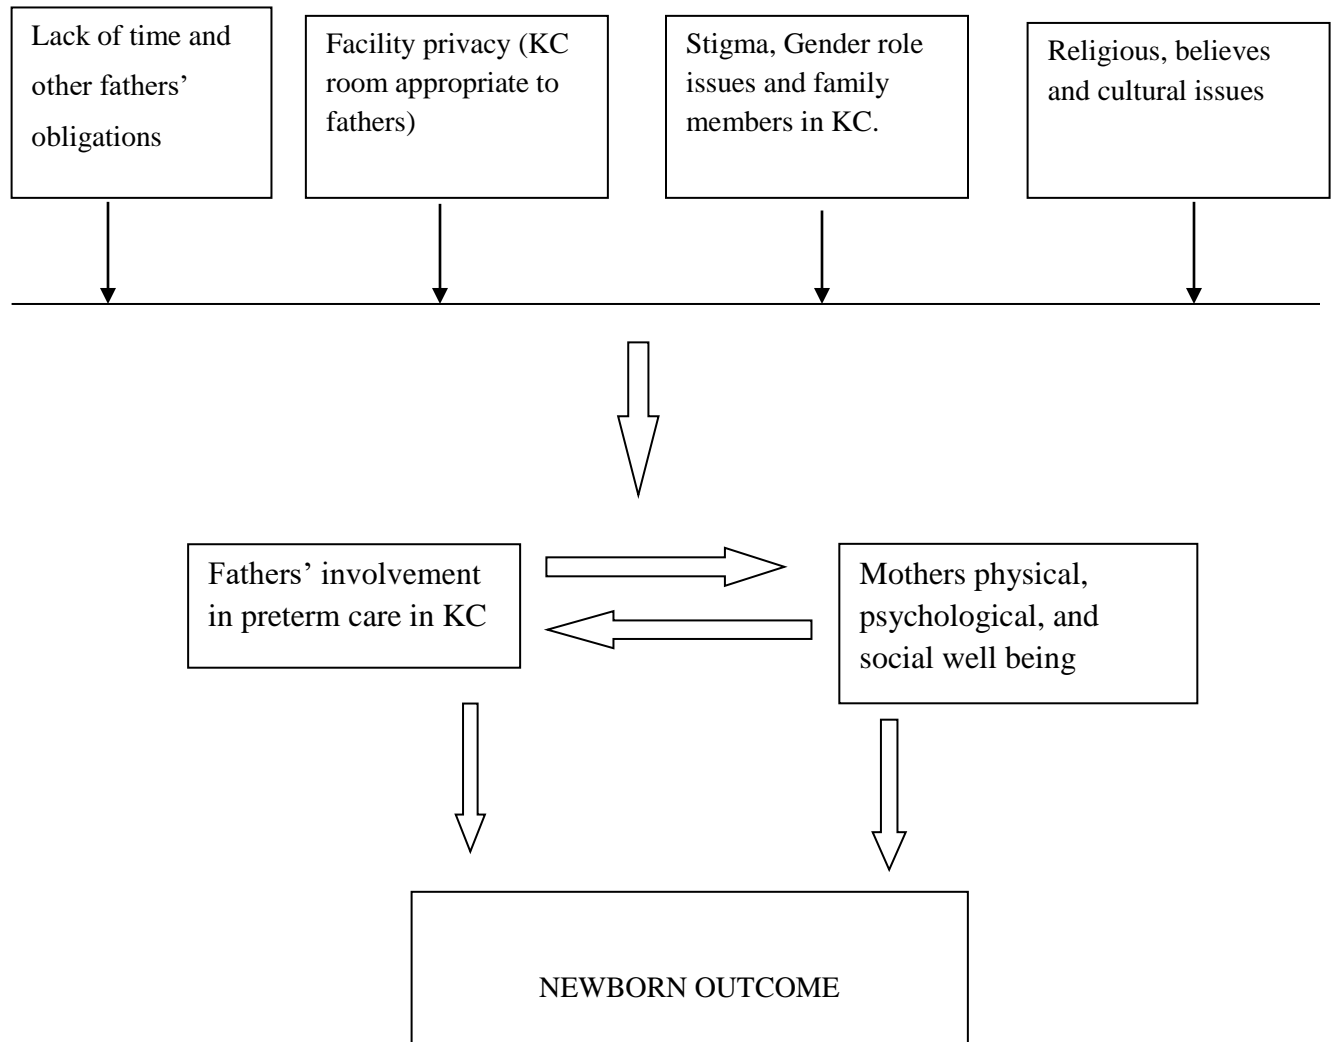 Lack of time and
other fathers’
obligations
Facility privacy (KC
room appropriate to
fathers)
Stigma, Gender role
issues and family
members in KC.
Religious, believes
and cultural issues
Fathers’ involvement
in preterm care in KC
Mothers physical,
psychological, and
social well being
NEWBORN OUTCOME